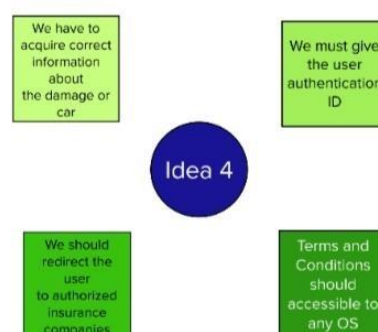 We have to
acquire correct
information
about
the damage or
car
We must give
the user
authentication
ID
Idea 4
We should
redirect the
user
to authorized
insurance
companies
Terms and
Conditions
should
accessible to
any OS